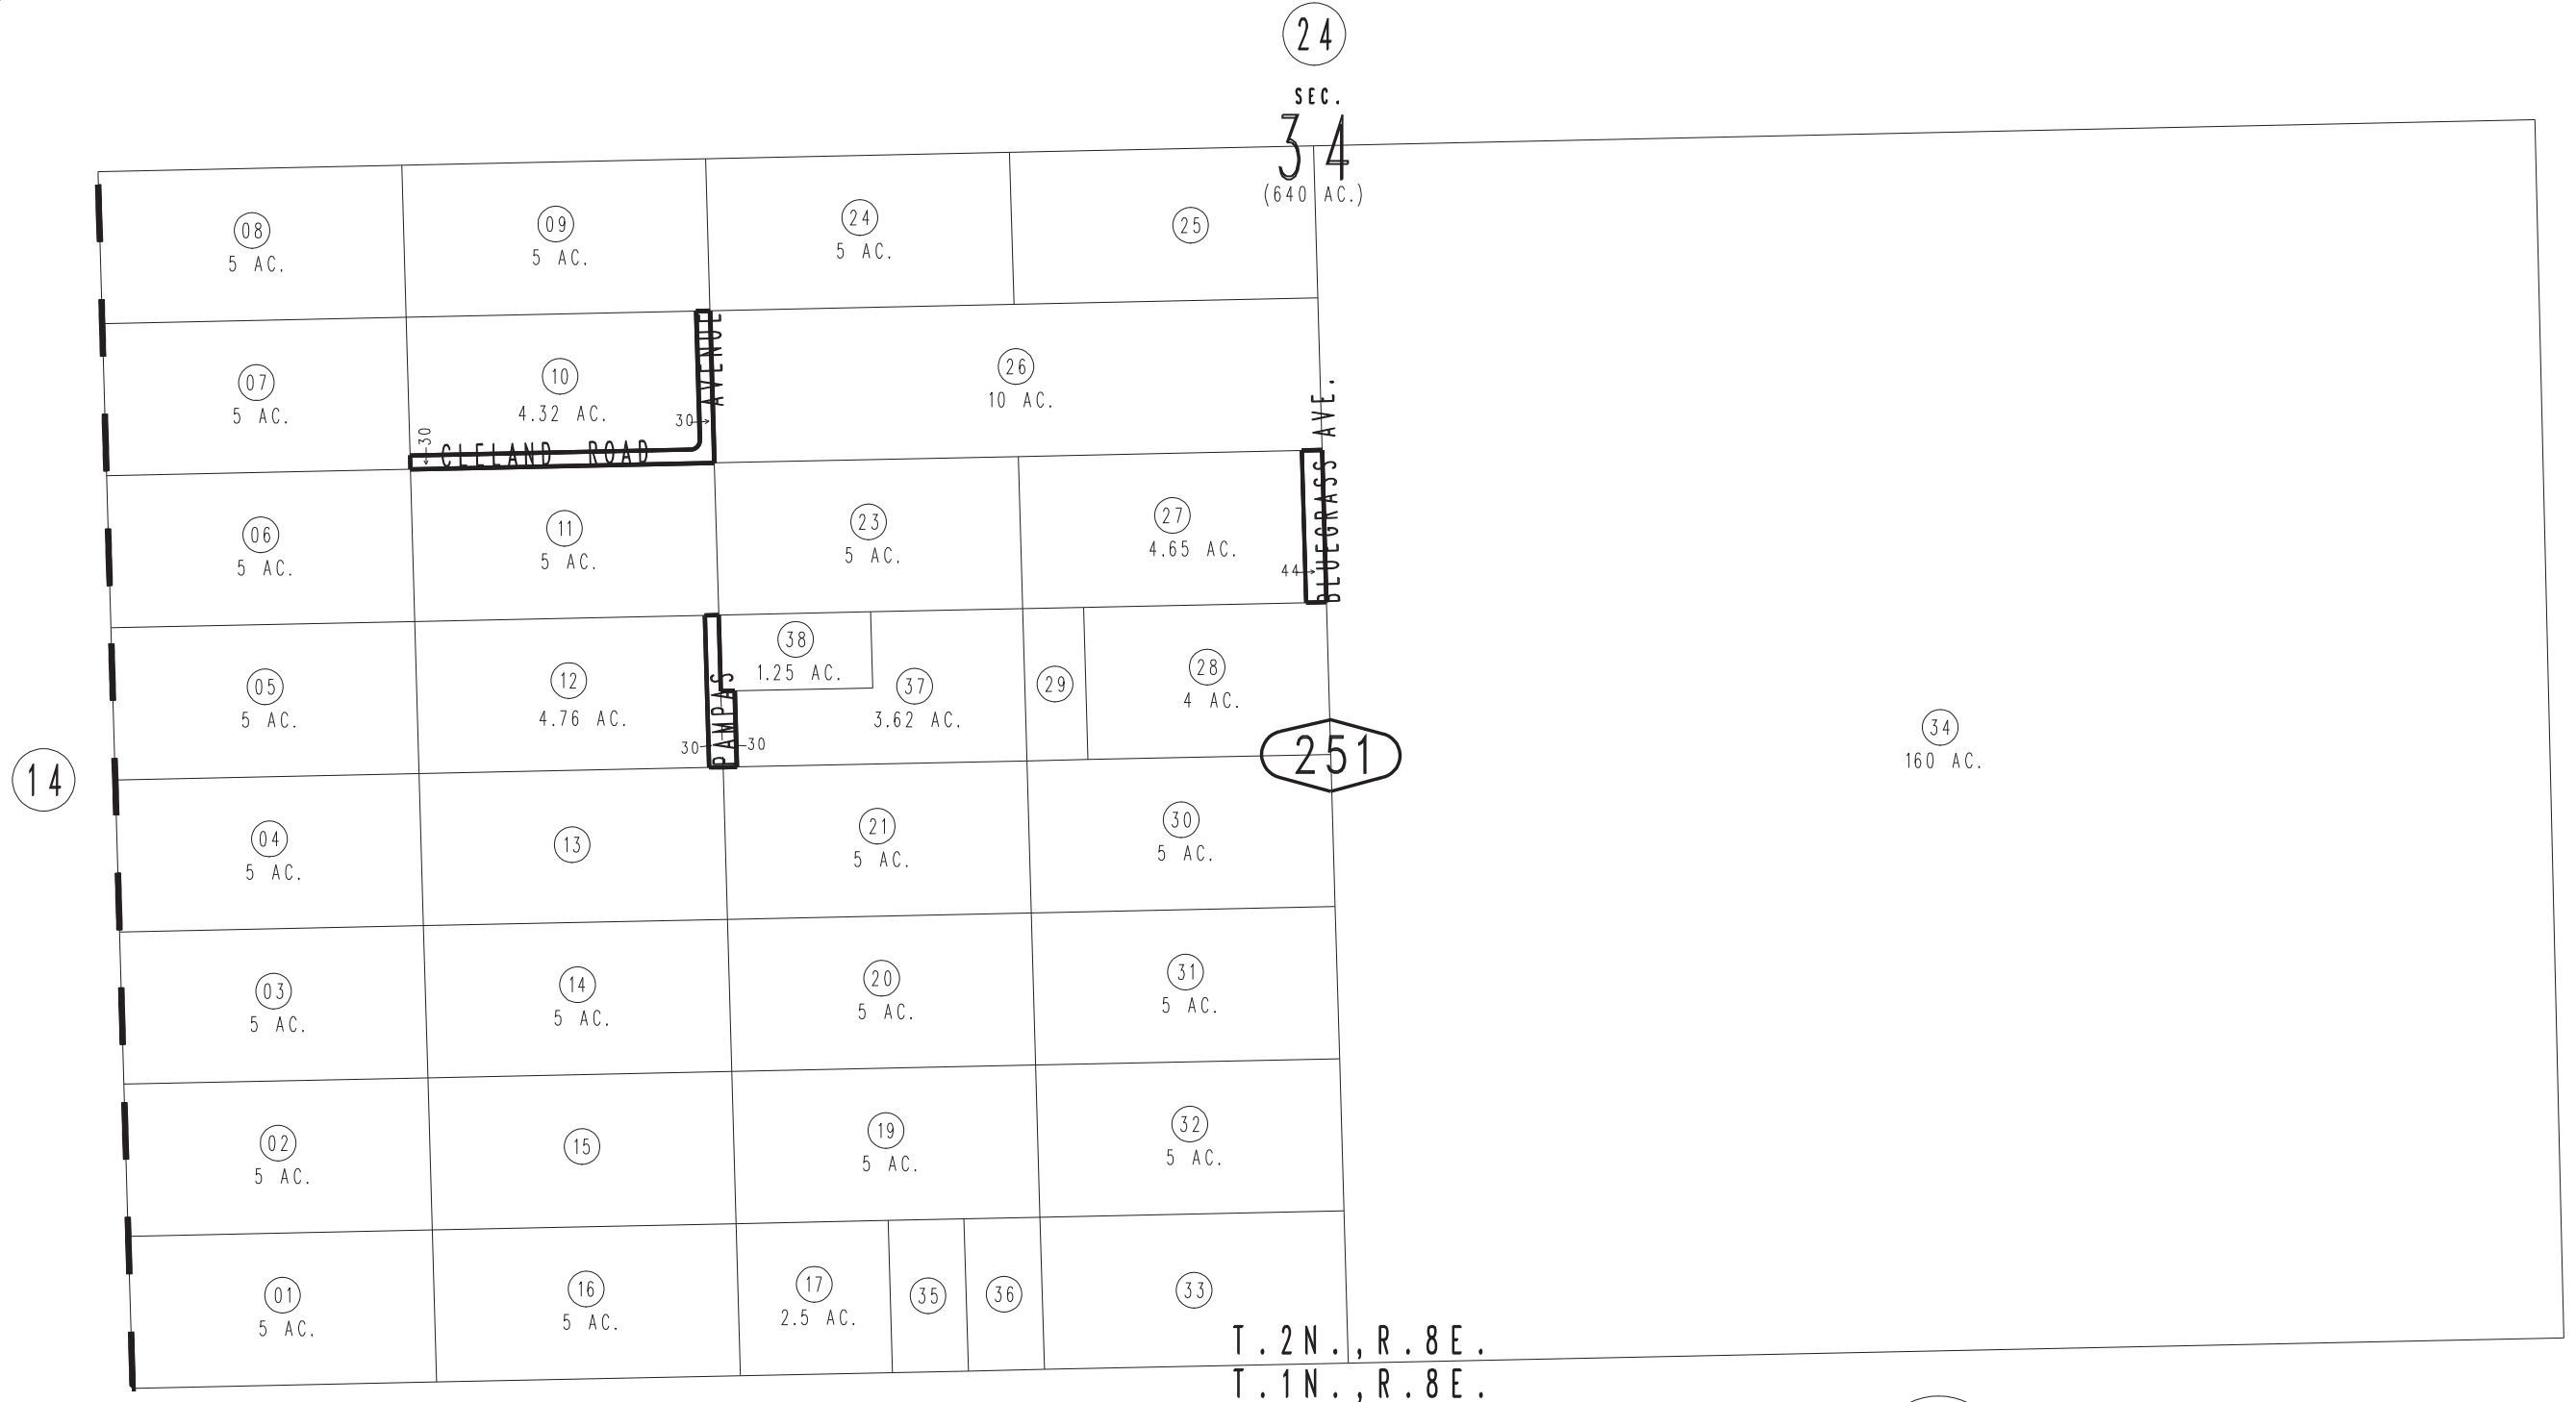 24
SEC.
34
(640 AC.)
08
5 AC.
09
5 AC.
24
5 AC.
25
07
5 AC.
10
4.32 AC.
30
30
CLELAND ROAD
AVENUE
26
10 AC.
BLUEGRASS AVE.
06
5 AC.
11
5 AC.
23
5 AC.
27
4.65 AC.
44
05
5 AC.
12
4.76 AC.
30
PAMPAS
30
38
1.25 AC.
37
3.62 AC.
29
28
4 AC.
251
34
160 AC.
14
04
5 AC.
13
21
5 AC.
30
5 AC.
03
5 AC.
14
5 AC.
20
5 AC.
31
5 AC.
02
5 AC.
15
19
5 AC.
32
5 AC.
01
5 AC.
16
5 AC.
17
2.5 AC.
35
36
33
T.2N.,R.8E.
T.1N.,R.8E.